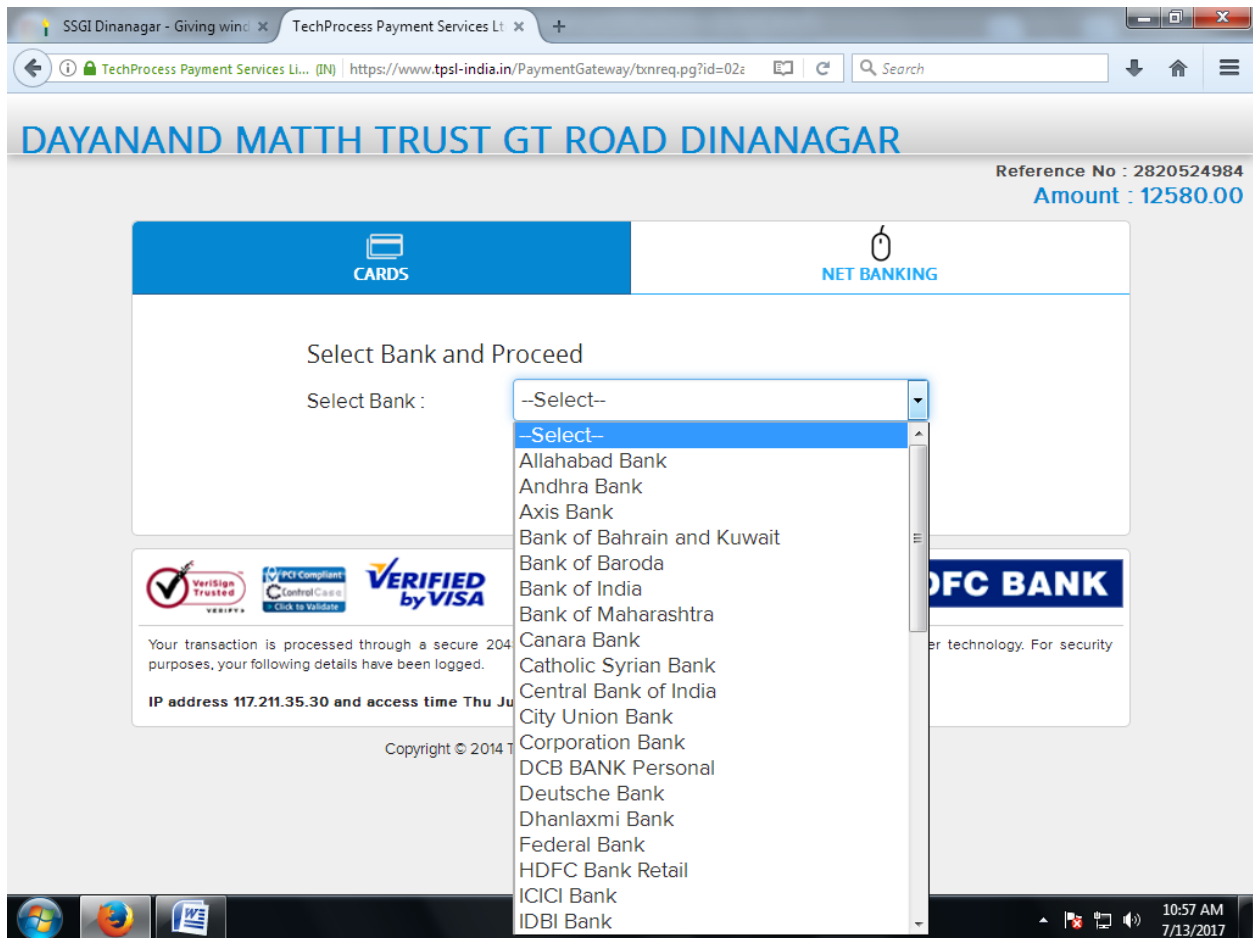 SSGI Dinanagar - Giving wind
TechProcess Payment Services Lt
TechProcess Payment Services Li... (IN) https://www.tpsl-india.in/PaymentGateway/txnreq.pg?id=02a Search
DAYANAND MATTH TRUST GT ROAD DINANAGAR
Reference No : 2820524984
Amount : 12580.00
CARDS
NET BANKING
Select Bank and Proceed
Select Bank : --Select--
--Select--
Allahabad Bank
Andhra Bank
Axis Bank
Bank of Bahrain and Kuwait
Bank of Baroda
Bank of India
Bank of Maharashtra
Canara Bank
Catholic Syrian Bank
Central Bank of India
City Union Bank
Corporation Bank
DCB BANK Personal
Deutsche Bank
Dhanlaxmi Bank
Federal Bank
HDFC Bank Retail
ICICI Bank
IDBI Bank
VeriSign
Trusted
VERIFY
PCI Compliant
Control Case
Click to Validate
VERIFIED
by VISA
DFC BANK
Your transaction is processed through a secure 204 er technology. For security
purposes, your following details have been logged.
IP address 117.211.35.30 and access time Thu Ju
Copyright © 2014 T
10:57 AM
7/13/2017